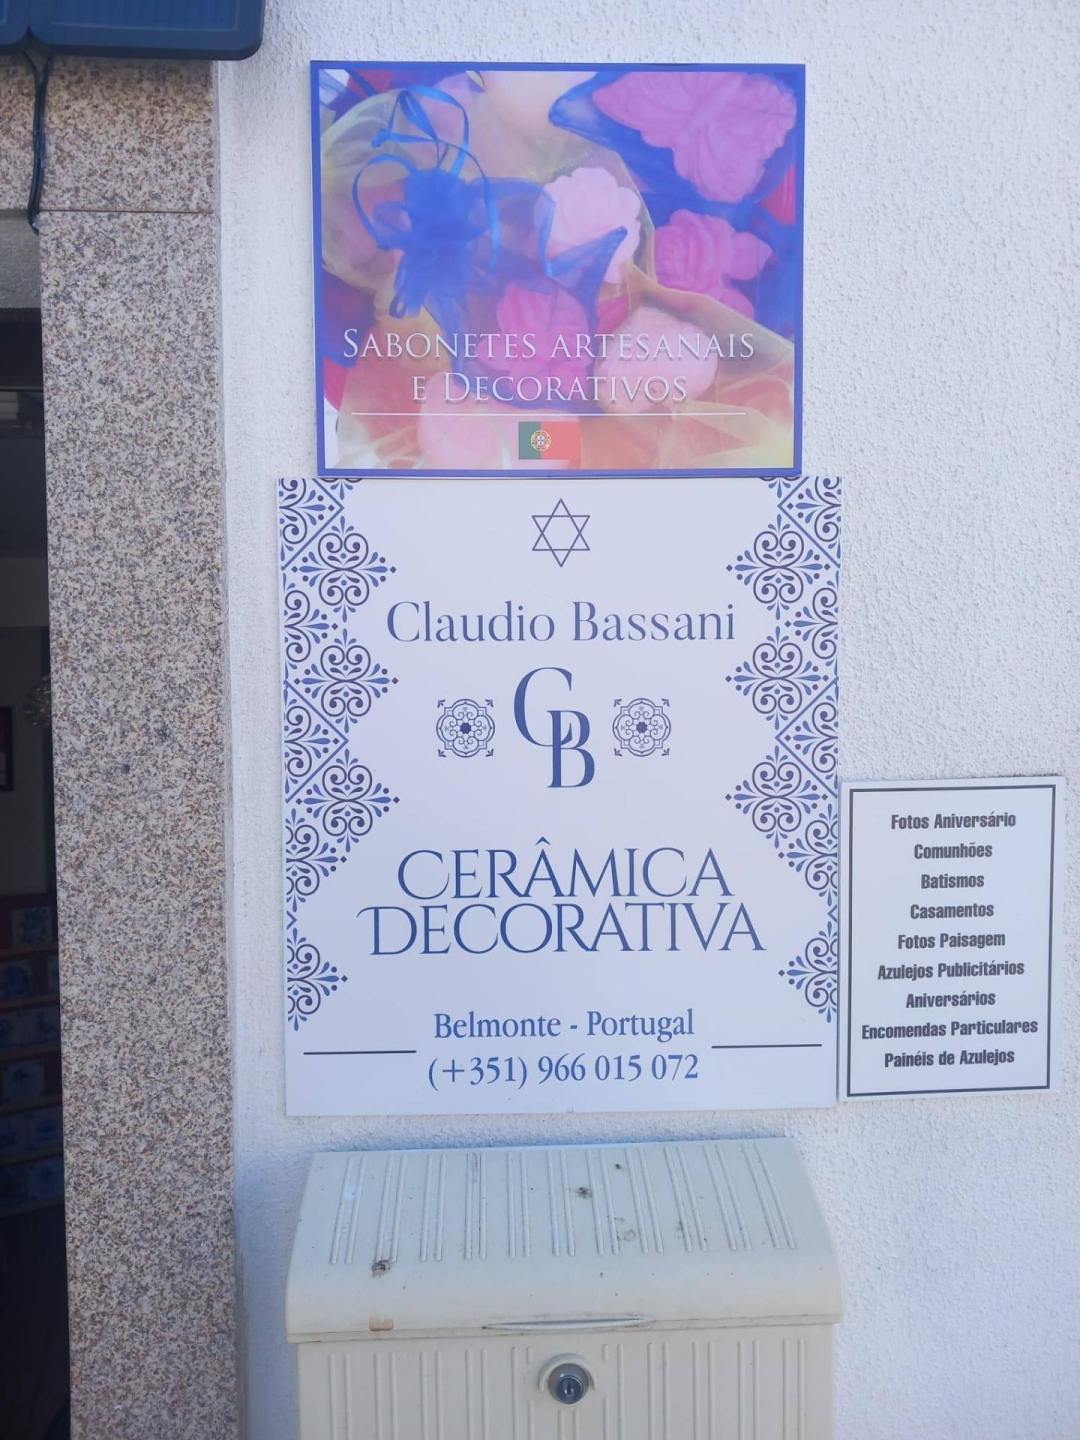 SABONETES ARTESANAIS
E DECORATIVOS
Claudio Bassani
CB
CERÂMICA
DECORATIVA
Belmonte - Portugal
(+351) 966 015 072
Fotos Aniversário
Comunhões
Batismos
Casamentos
Fotos Paisagem
Azulejos Publicitários
Aniversários
Encomendas Particulares
Painéis de Azulejos